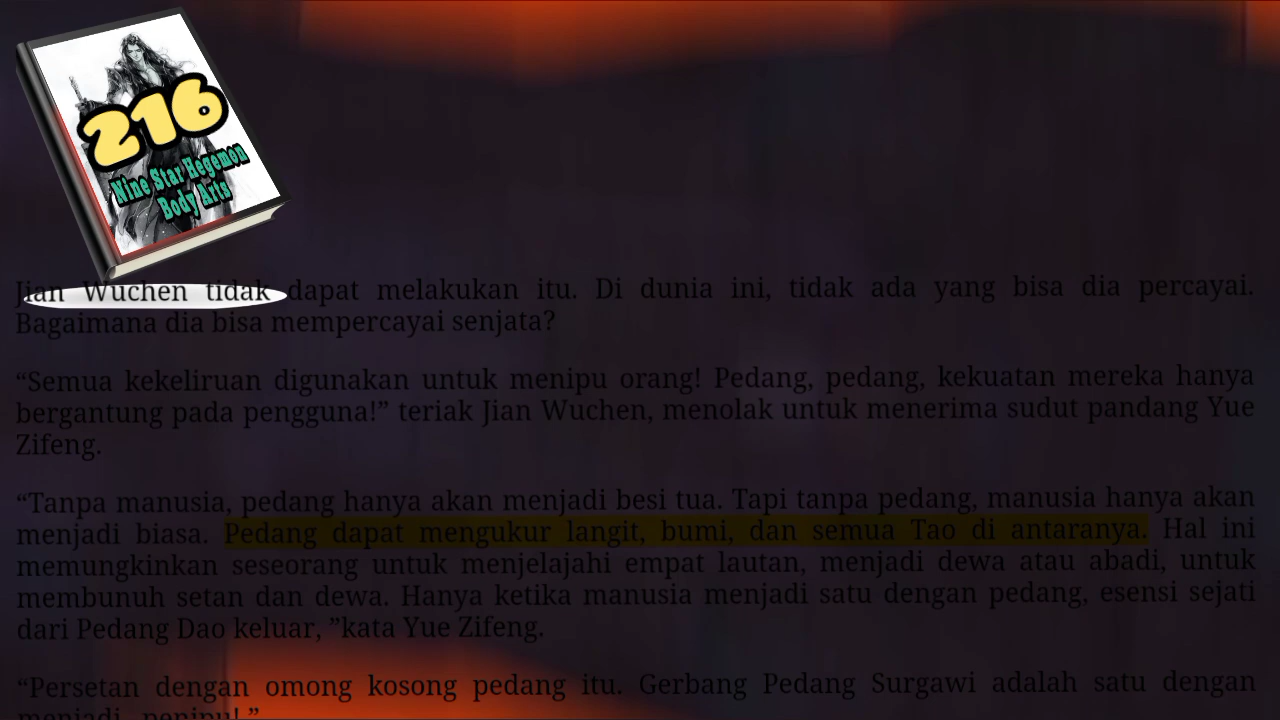 216
Nine Star Hegemon
Body Arts
Jian Wuchen tidak dapat melakukan itu. Di dunia ini, tidak ada yang bisa dia percayai.
Bagaimana dia bisa mempercayai senjata?
“Semua kekeliruan digunakan untuk menipu orang! Pedang, pedang, kekuatan mereka hanya
bergantung pada pengguna!” teriak Jian Wuchen, menolak untuk menerima sudut pandang Yue
Zifeng.
“Tanpa manusia, pedang hanya akan menjadi besi tua. Tapi tanpa pedang, manusia hanya akan
menjadi biasa. Pedang dapat mengukur langit, bumi, dan semua Tao di antaranya. Hal ini
memungkinkan seseorang untuk menjelajahi empat lautan, menjadi dewa atau abadi, untuk
membunuh setan dan dewa. Hanya ketika manusia menjadi satu dengan pedang, esensi sejati
dari Pedang Dao keluar, ”kata Yue Zifeng.
“Persetan dengan omong kosong pedang itu. Gerbang Pedang Surgawi adalah satu dengan
menjadi penipu! ”